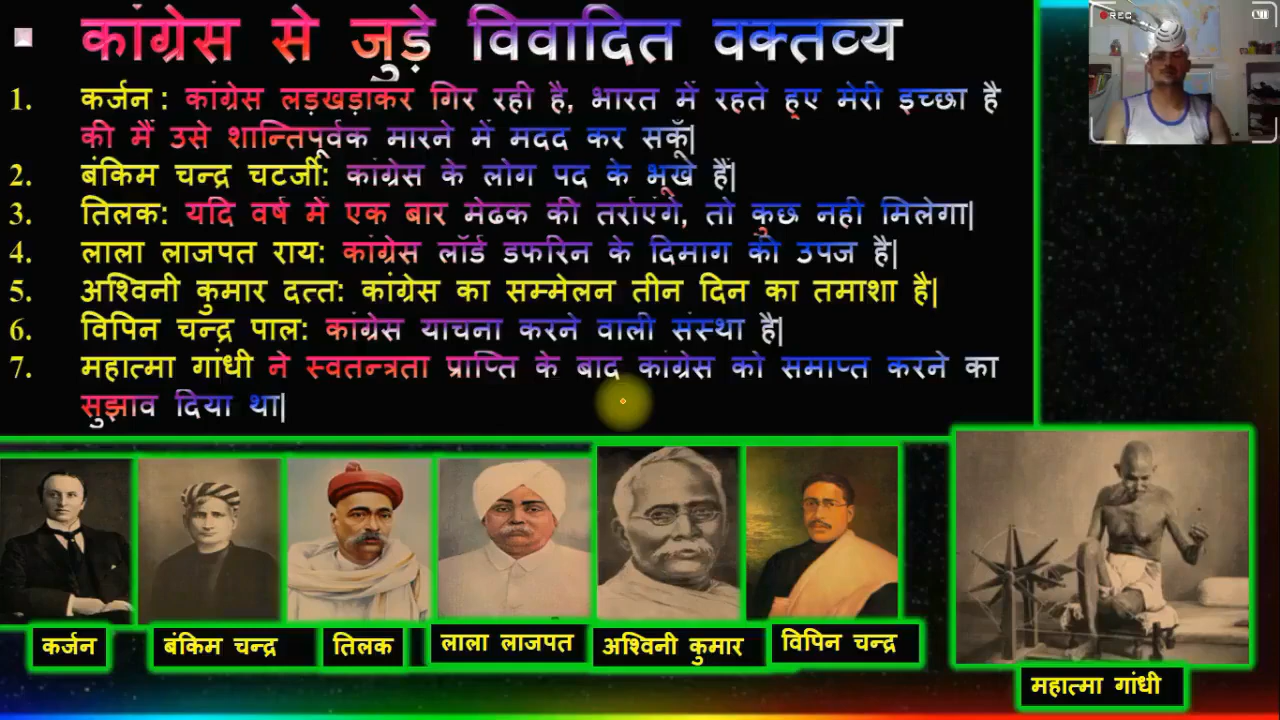 कांग्रेस से जुड़े विवादित वक्तव्य
REC
1. कर्जन : कांग्रेस लड़खड़ाकर गिर रही है, भारत में रहते हुए मेरी इच्छा है
की मैं उसे शान्तिपूर्वक मारने में मदद कर सकूँ|
2. बंकिम चन्द्र चटर्जी: कांग्रेस के लोग पद के भूखे हैं|
3. तिलक: यदि वर्ष में एक बार मेढक की तर्राएंगे, तो कुछ नही मिलेगा|
4. लाला लाजपत राय: कांग्रेस लॉर्ड डफरिन के दिमाग की उपज है|
5. अश्विनी कुमार दत्त: कांग्रेस का सम्मेलन तीन दिन का तमाशा है|
6. विपिन चन्द्र पाल: कांग्रेस याचना करने वाली संस्था है|
7. महात्मा गांधी ने स्वतन्त्रता प्राप्ति के बाद कांग्रेस को समाप्त करने का
सुझाव दिया था|
कर्जन
बंकिम चन्द्र
तिलक
लाला लाजपत
अश्विनी कुमार
विपिन चन्द्र
महात्मा गांधी